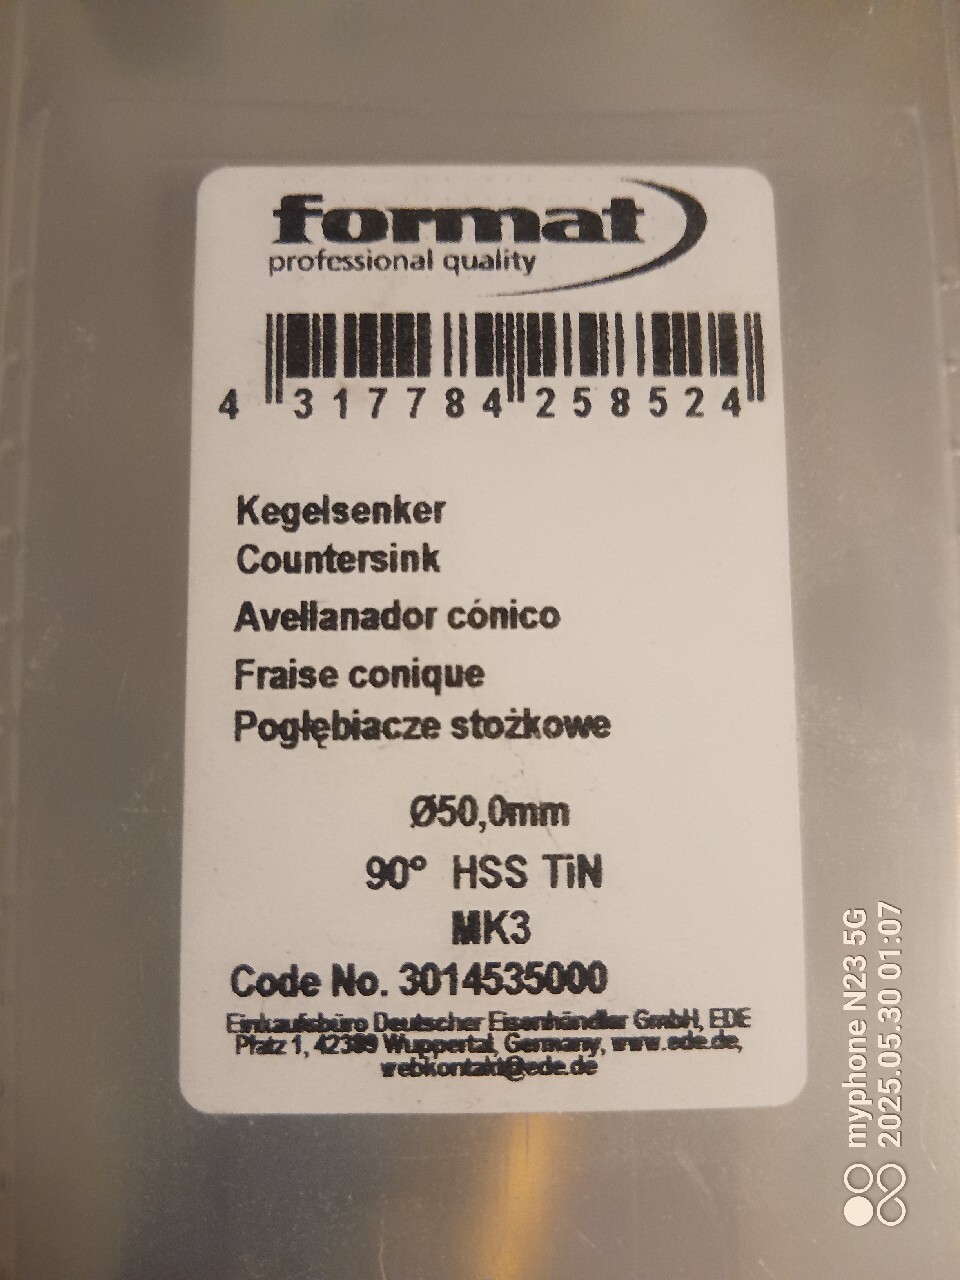 format
professional quality
4 317784 258524
Kegelsenker
Countersink
Avellanador cónico
Fraise conique
Pogłębiacze stożkowe
Ø50,0mm
90° HSS TiN
MK3
Code No. 3014535000
Einkaufsbüro Deutscher Eisenhändler GmbH, EDE
Platz 1, 42389 Wuppertal, Germany, www.ede.de,
webkontakt@ede.de
myphone N23 5G
2025.05.30 01:07